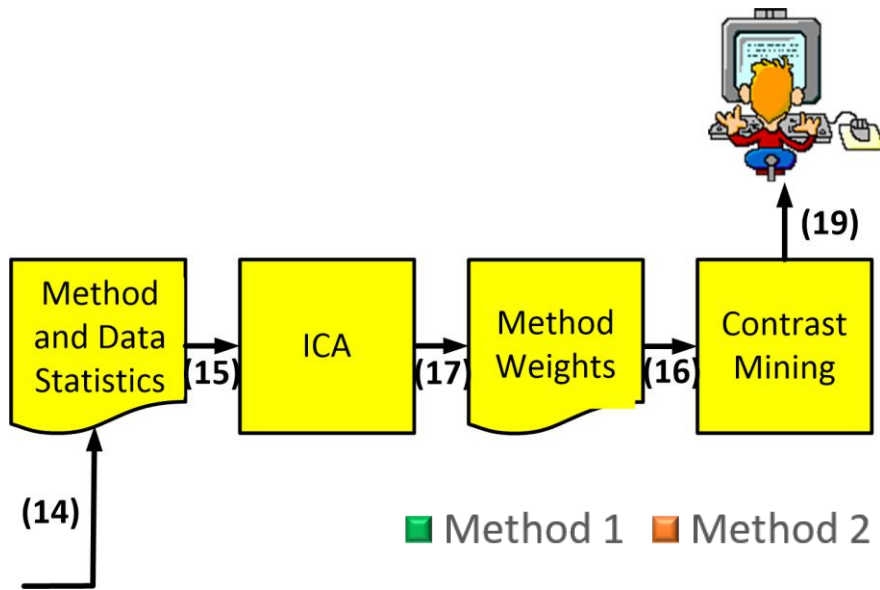 (19)
Method
and Data
Statistics
(15)
ICA
(17)
Method
Weights
(16)
Contrast
Mining
(14)
Method 1
Method 2